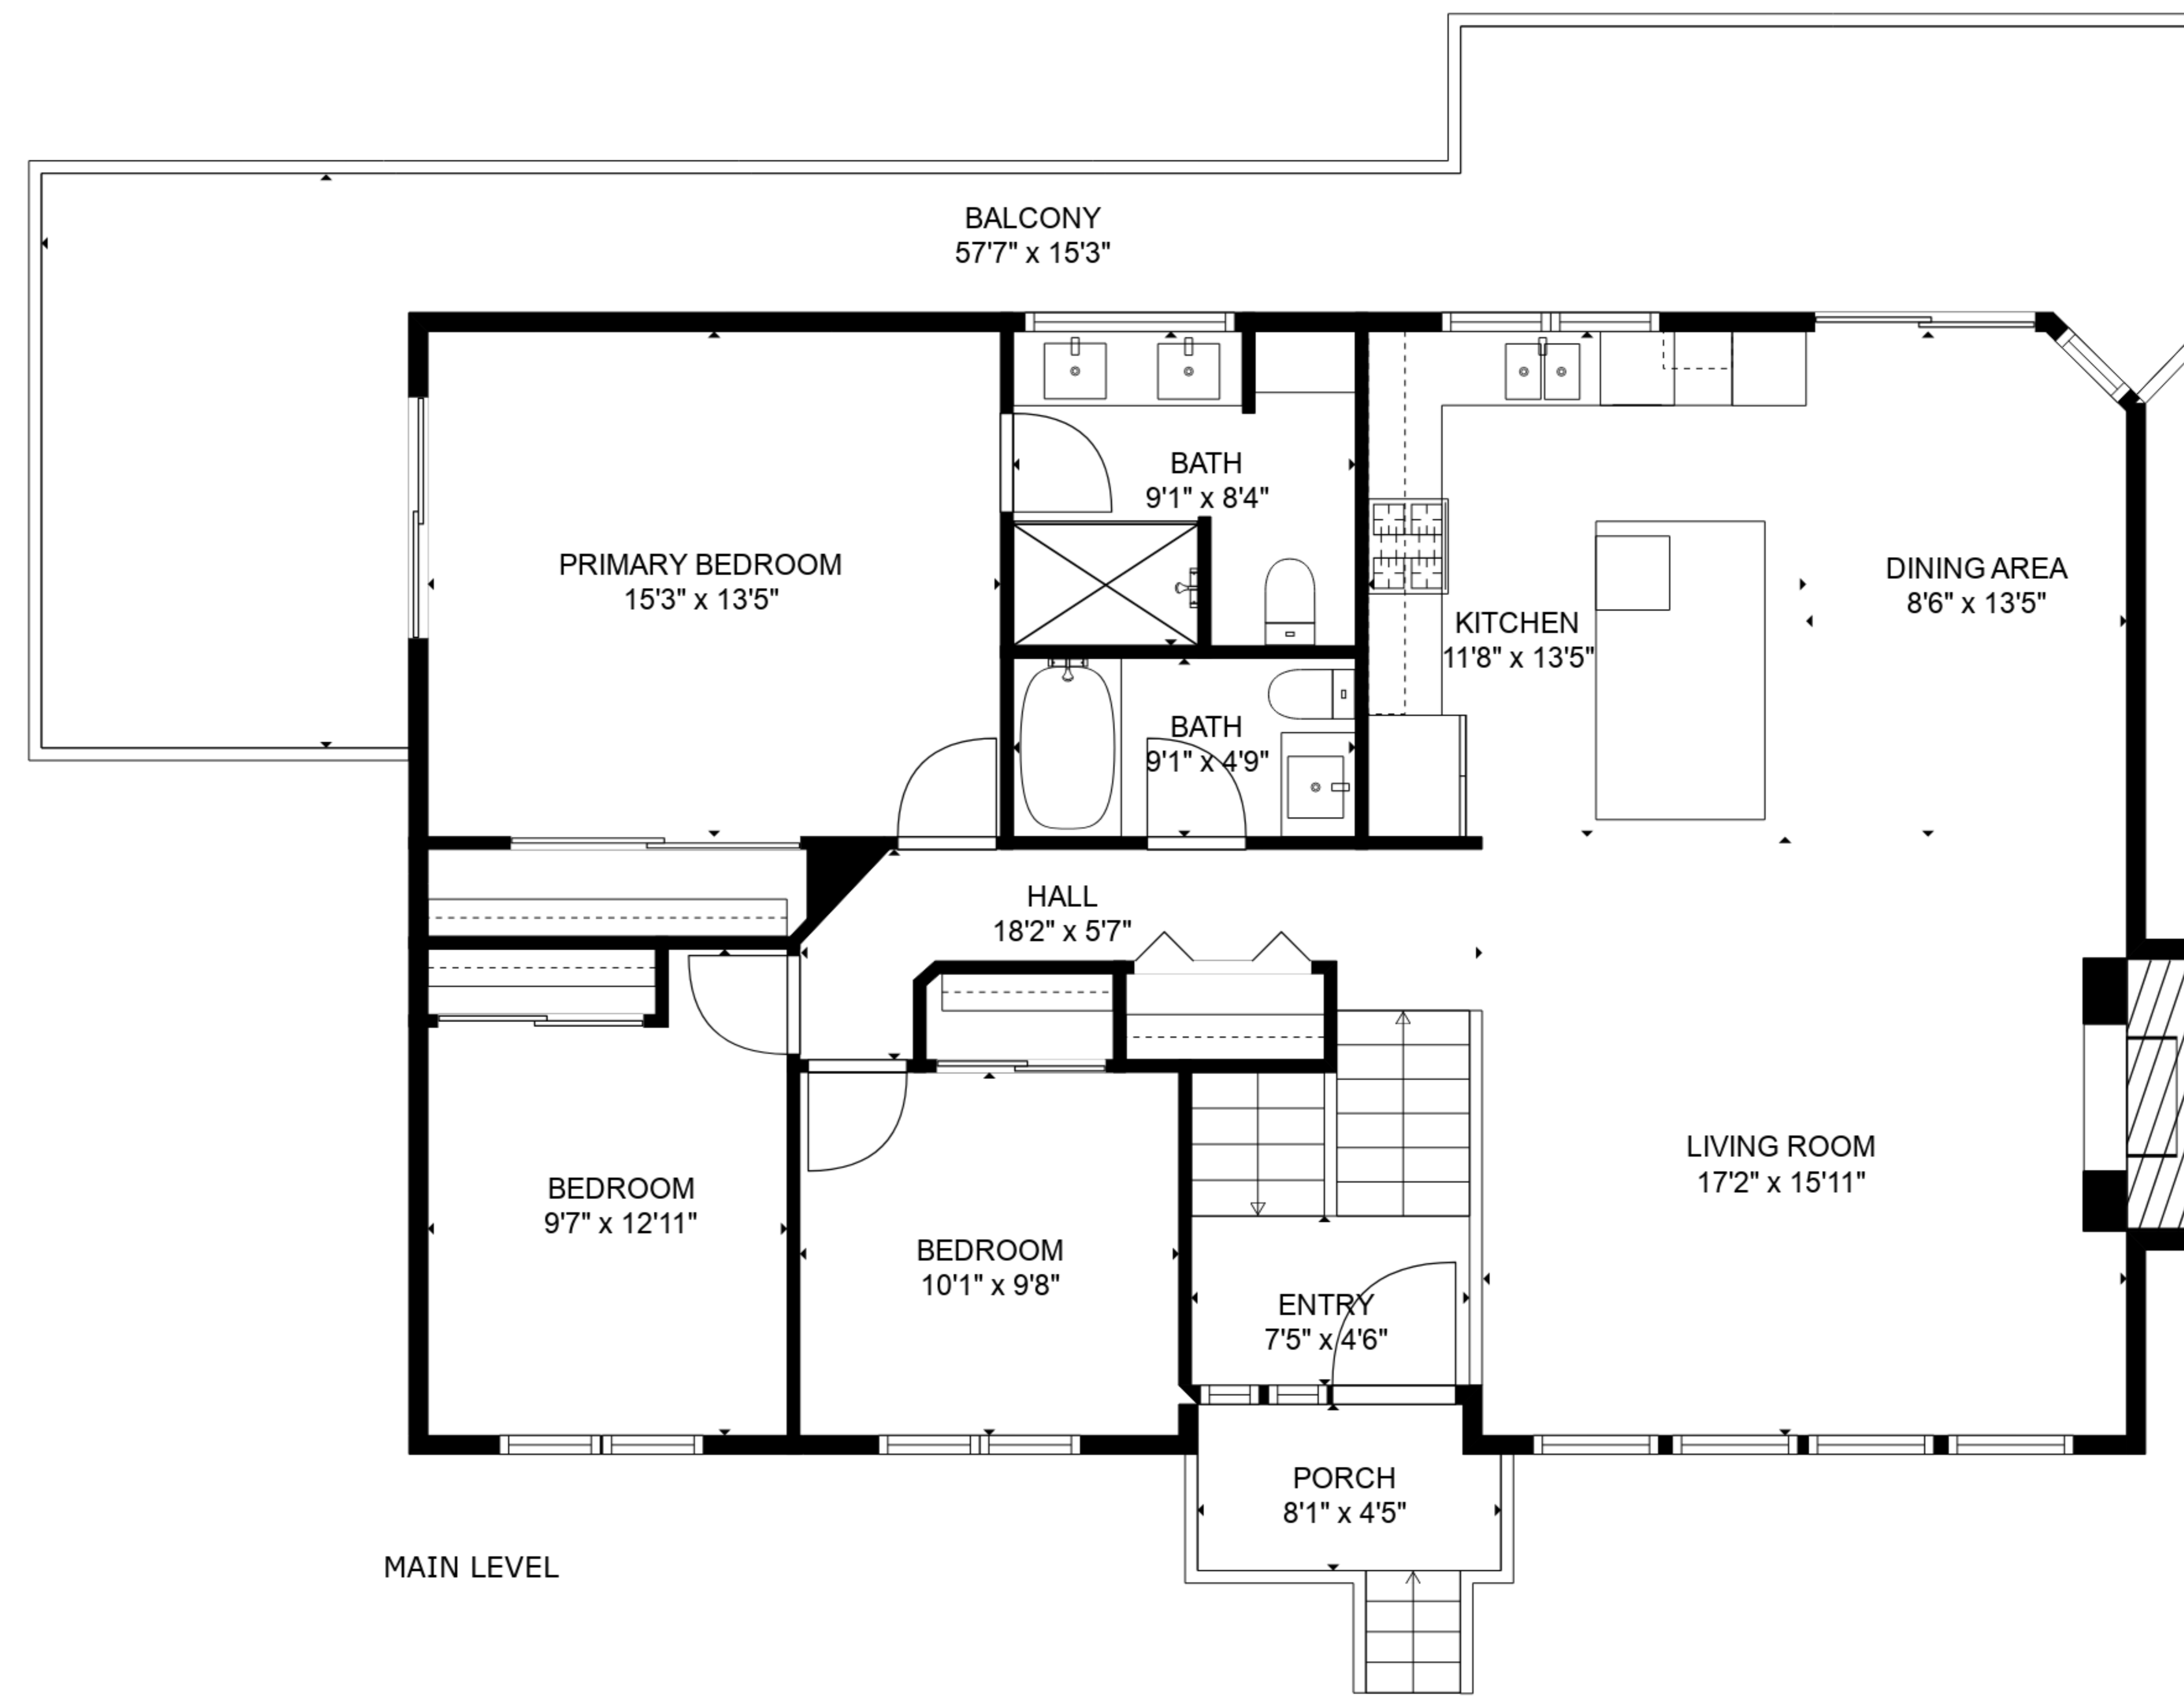 BALCONY
57'7" x 15'3"
PRIMARY BEDROOM
15'3" x 13'5"
BATH
9'1" x 8'4"
KITCHEN
11'8" x 13'5"
DINING AREA
8'6" x 13'5"
BATH
9'1" x 4'9"
HALL
18'2" x 5'7"
BEDROOM
9'7" x 12'11"
BEDROOM
10'1" x 9'8"
ENTRY
7'5" x 4'6"
LIVING ROOM
17'2" x 15'11"
PORCH
8'1" x 4'5"
MAIN LEVEL